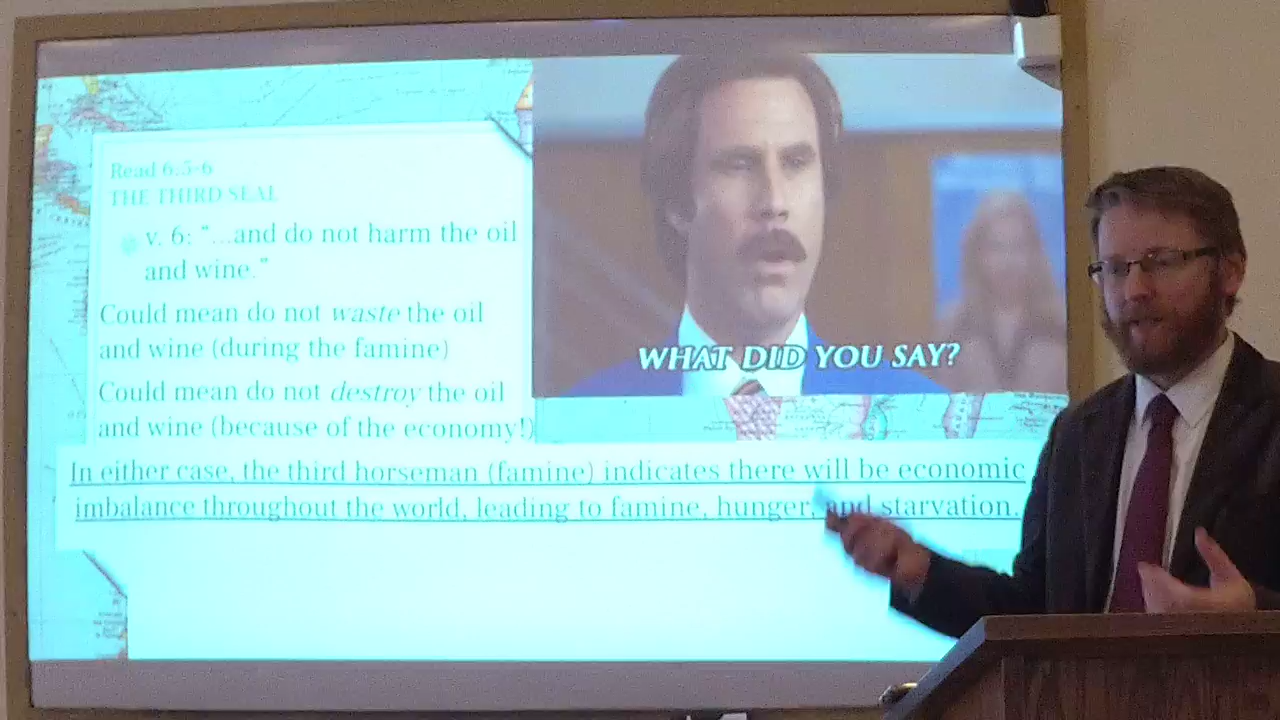 Read 6:5-6
THE THIRD SEAL
v. 6: "...and do not harm the oil
and wine."
Could mean do not waste the oil
and wine (during the famine)
Could mean do not destroy the oil
and wine (because of the economy!)
WHAT DID YOU SAY?
In either case, the third horseman (famine) indicates there will be economic
imbalance throughout the world, leading to famine, hunger, and starvation.